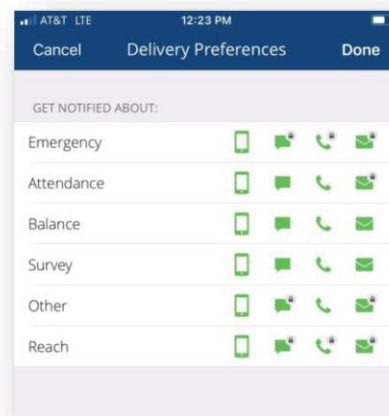 AT&T LTE 12:23 PM
Cancel Delivery Preferences Done
GET NOTIFIED ABOUT:
Emergency
Attendance
Balance
Survey
Other
Reach